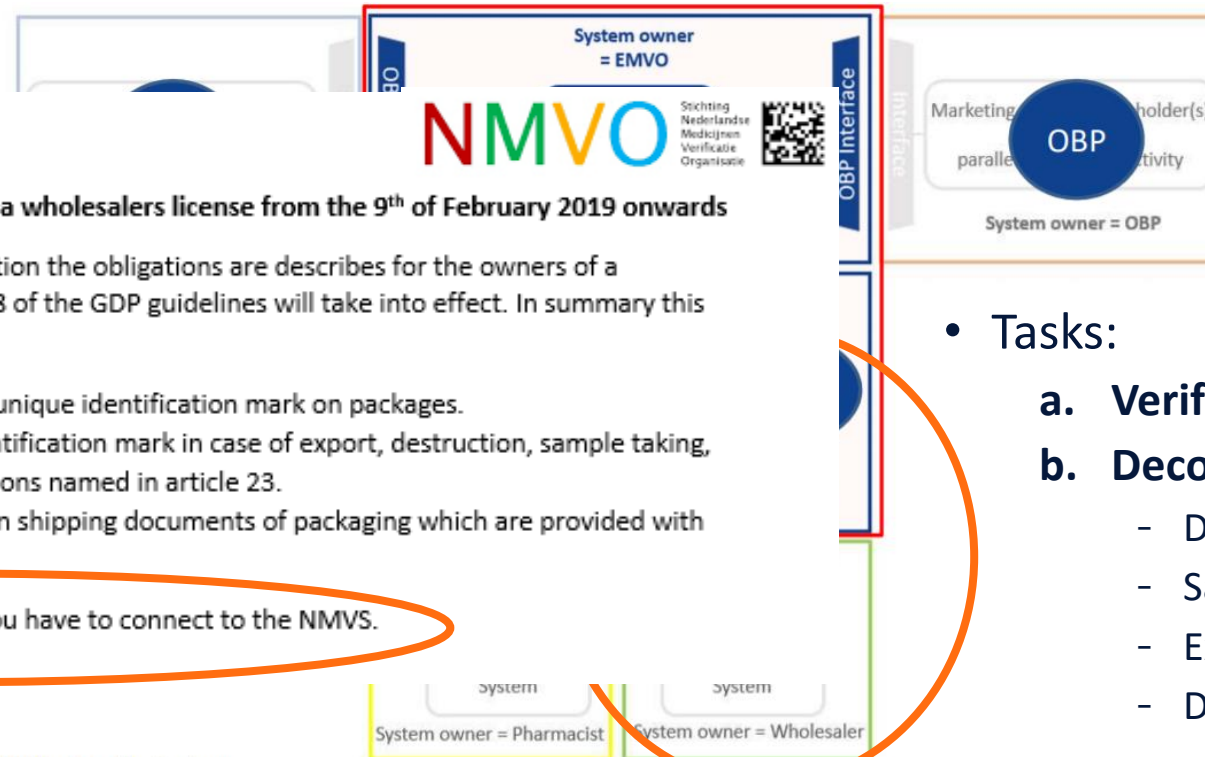 System owner
= EMVO
OBP Interface
Interface
Marketing holder(s)
OBP
System owner = OBP
NMVO
Stichting
Nederlandse
Medicijnen
Verificatie
Organisatie
a wholesalers license from the 9th of February 2019 onwards
tion the obligations are describes for the owners of a
8 of the GDP guidelines will take into effect. In summary this
unique identification mark on packages.
ntification mark in case of export, destruction, sample taking,
ons named in article 23.
n shipping documents of packaging which are provided with
ou have to connect to the NMVS.
• Tasks:
a. Verif
b. Deco
- D
- Sa
- E
- D
System
System owner = Pharmacist
System
System owner = Wholesaler